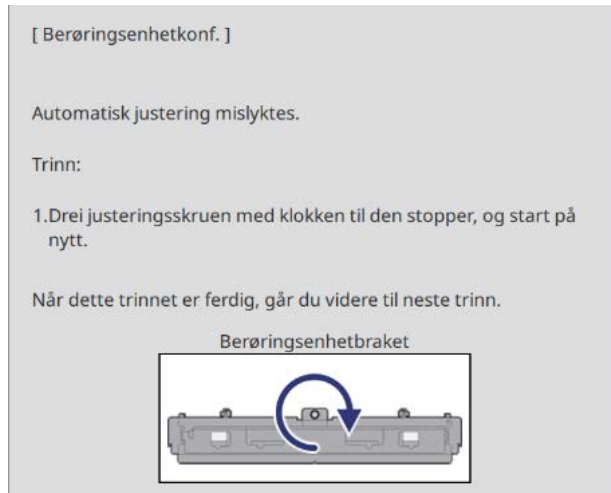 [ Berøringsenhetkonf. ]
Automatisk justering mislyktes.
Trinn:
1.Drei justeringsskruen med klokken til den stopper, og start på
nytt.
Når dette trinnet er ferdig, går du videre til neste trinn.
Berøringsenhetbraket